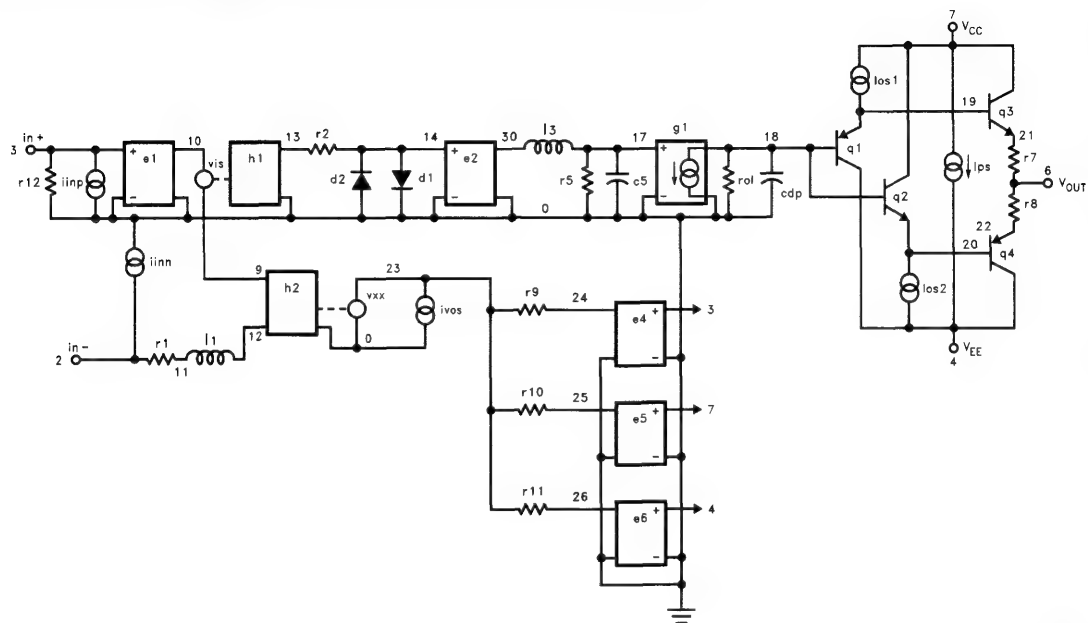 7
VCC
Ios1
19
q3
in+
3
10
13
r2
14
30
l3
17
g1
18
21
r7
e1
vis
h1
e2
q1
Ips
6
VOUT
r12
iinp
d2
d1
r5
c5
rol
cdp
q2
r8
0
22
20
q4
iinn
9
h2
23
Ios2
vxx
ivos
r9
24
e4
3
12
0
VEE
4
in-
2
r1
11
l1
r10
25
e5
7
r11
26
e6
4
+
-
+
-
+
-
+
-
+
-
+
-